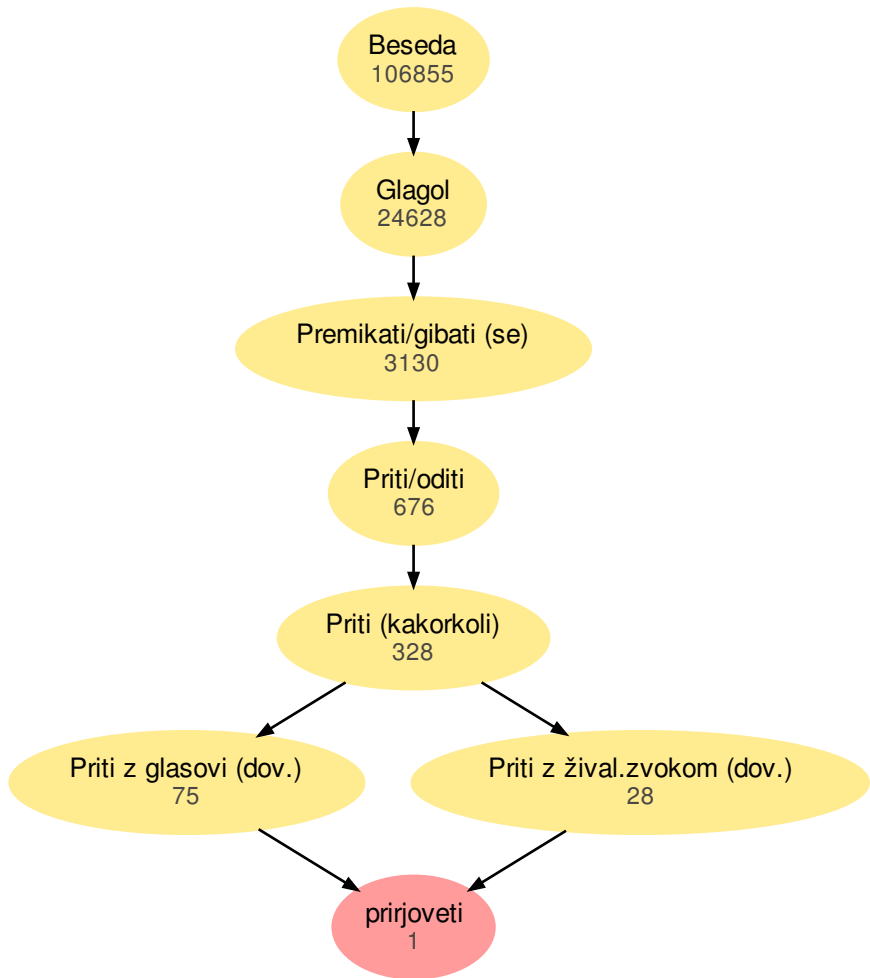 Beseda
106855
Glagol
24628
Premikati/gibati (se)
3130
Priti/oditi
676
Priti (kakorkoli)
328
Priti z glasovi (dov.)
75
Priti z žival.zvokom (dov.)
28
prirjoveti
1